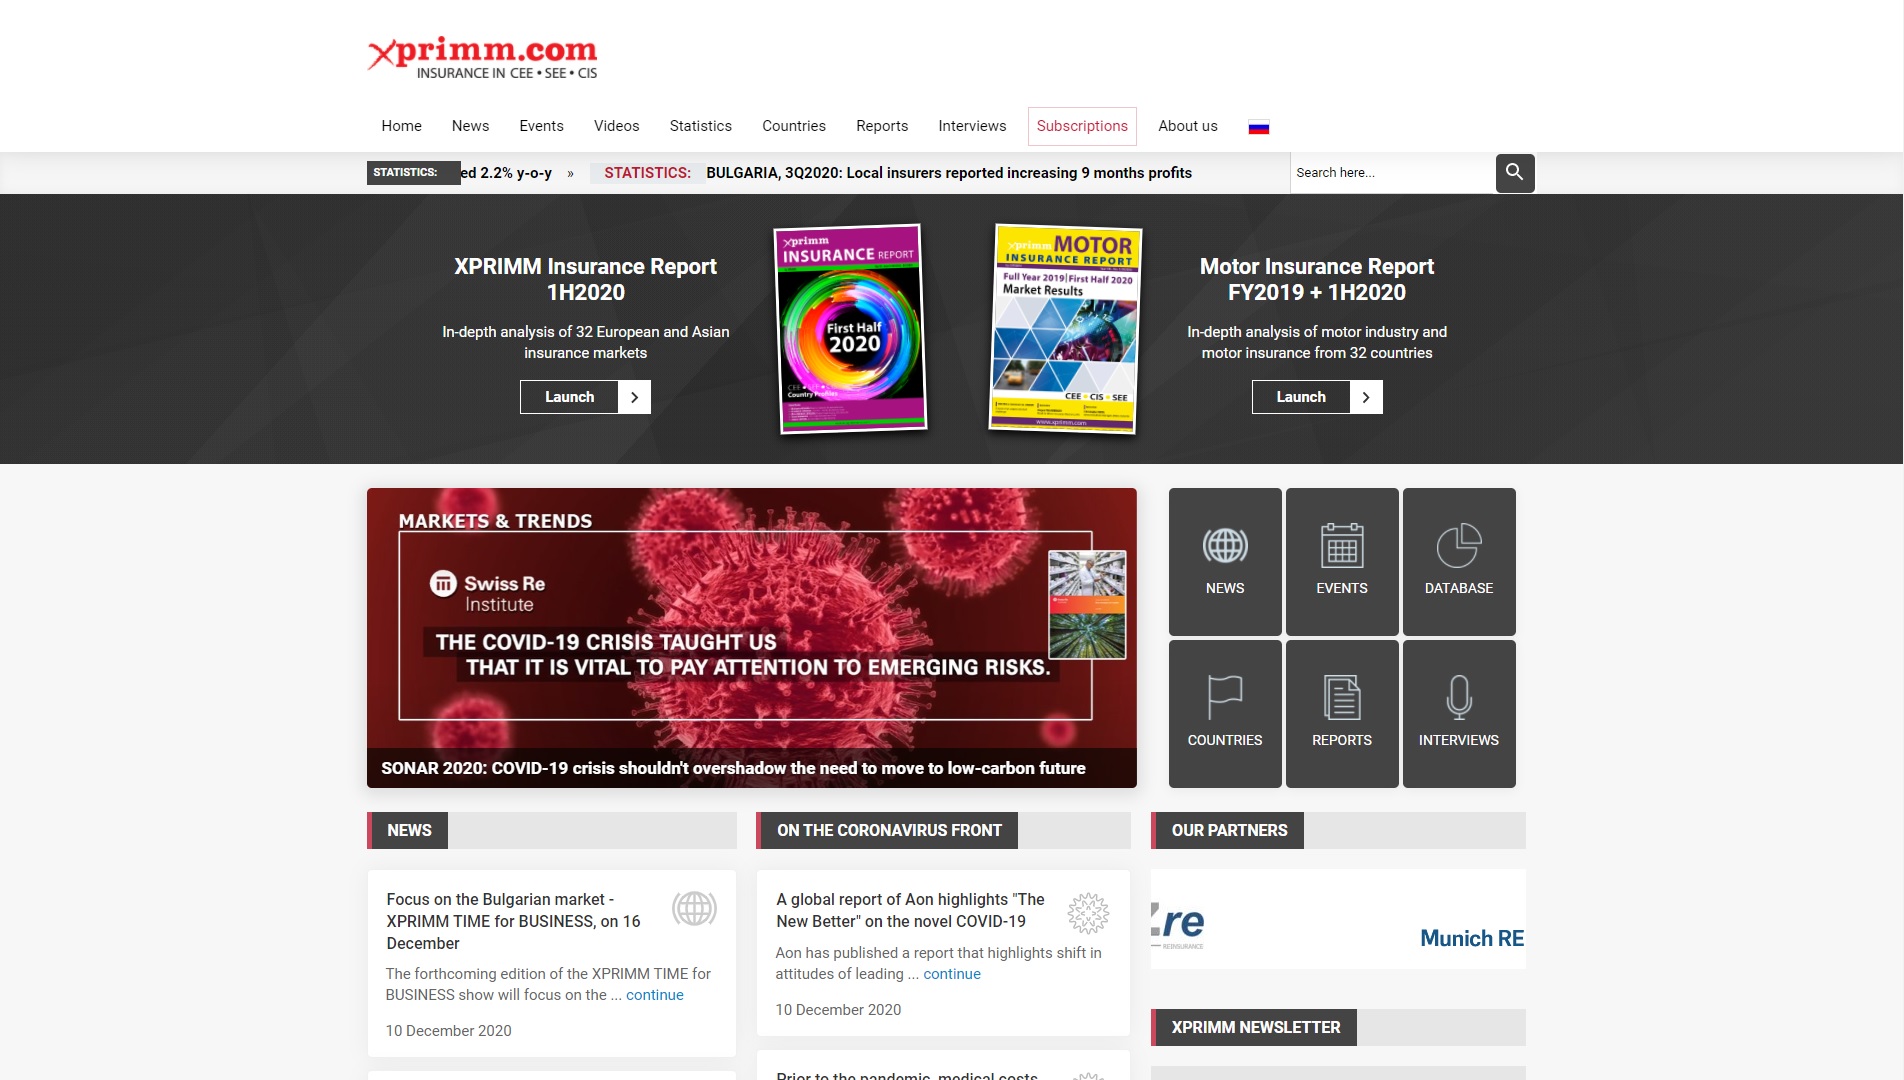 xprimm.com
INSURANCE IN CEE • SEE • CIS
Home News Events Videos Statistics Countries Reports Interviews Subscriptions About us
STATISTICS: ed 2.2% y-o-y » STATISTICS: BULGARIA, 3Q2020: Local insurers reported increasing 9 months profits
Search here...
XPRIMM Insurance Report
1H2020
In-depth analysis of 32 European and Asian
insurance markets
Launch
xprimm
INSURANCE REPORT
First Half
2020
Country Profiles
xprimm MOTOR
INSURANCE REPORT
Full Year 2019|First Half 2020
Market Results
CEE • CIS • SEE
www.xprimm.com
Motor Insurance Report
FY2019 + 1H2020
In-depth analysis of motor industry and
motor insurance from 32 countries
Launch
MARKETS & TRENDS
Swiss Re
Institute
THE COVID-19 CRISIS TAUGHT US
THAT IT IS VITAL TO PAY ATTENTION TO EMERGING RISKS.
SONAR 2020: COVID-19 crisis shouldn't overshadow the need to move to low-carbon future
NEWS
EVENTS
DATABASE
COUNTRIES
REPORTS
INTERVIEWS
NEWS
Focus on the Bulgarian market -
XPRIMM TIME for BUSINESS, on 16
December
The forthcoming edition of the XPRIMM TIME for
BUSINESS show will focus on the ... continue
10 December 2020
ON THE CORONAVIRUS FRONT
A global report of Aon highlights "The
New Better" on the novel COVID-19
Aon has published a report that highlights shift in
attitudes of leading ... continue
10 December 2020
Prior to the pandemic, medical costs
OUR PARTNERS
re
REINSURANCE
Munich RE
XPRIMM NEWSLETTER